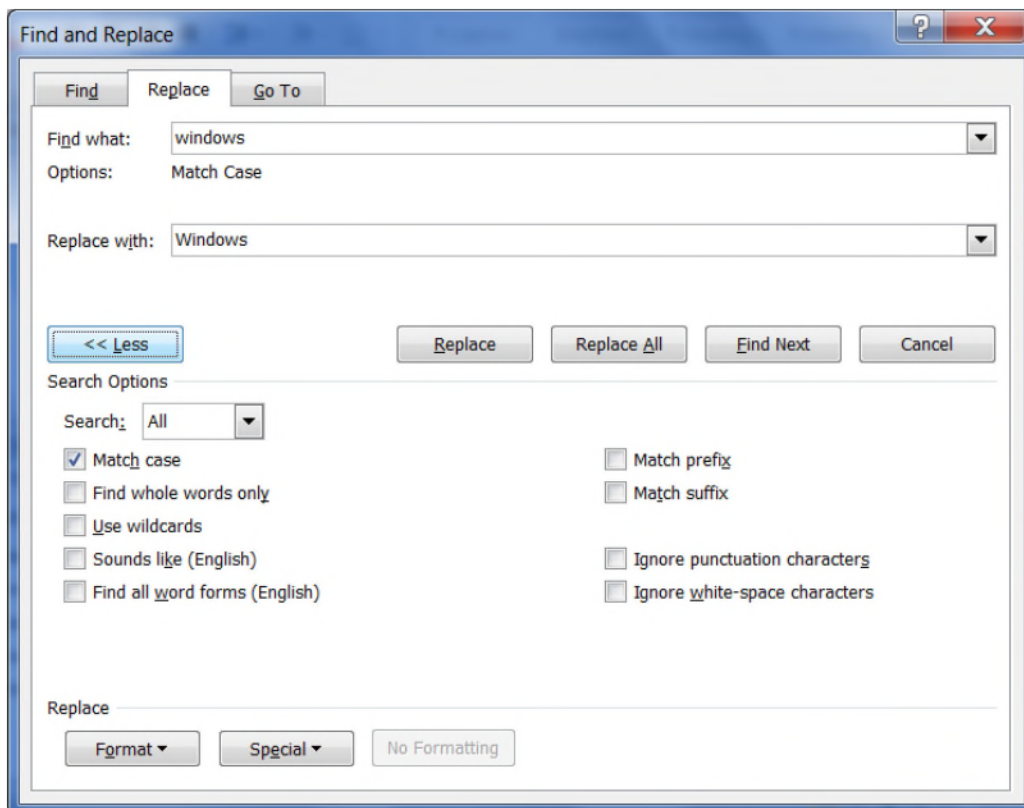 Find and Replace
Find Replace Go To
Find what: windows
Options: Match Case
Replace with: Windows
<< Less Replace Replace All Find Next Cancel
Search Options
Search: All
Match case Match prefix
Find whole words only Match suffix
Use wildcards
Sounds like (English) Ignore punctuation characters
Find all word forms (English) Ignore white-space characters
Replace
Format Special No Formatting